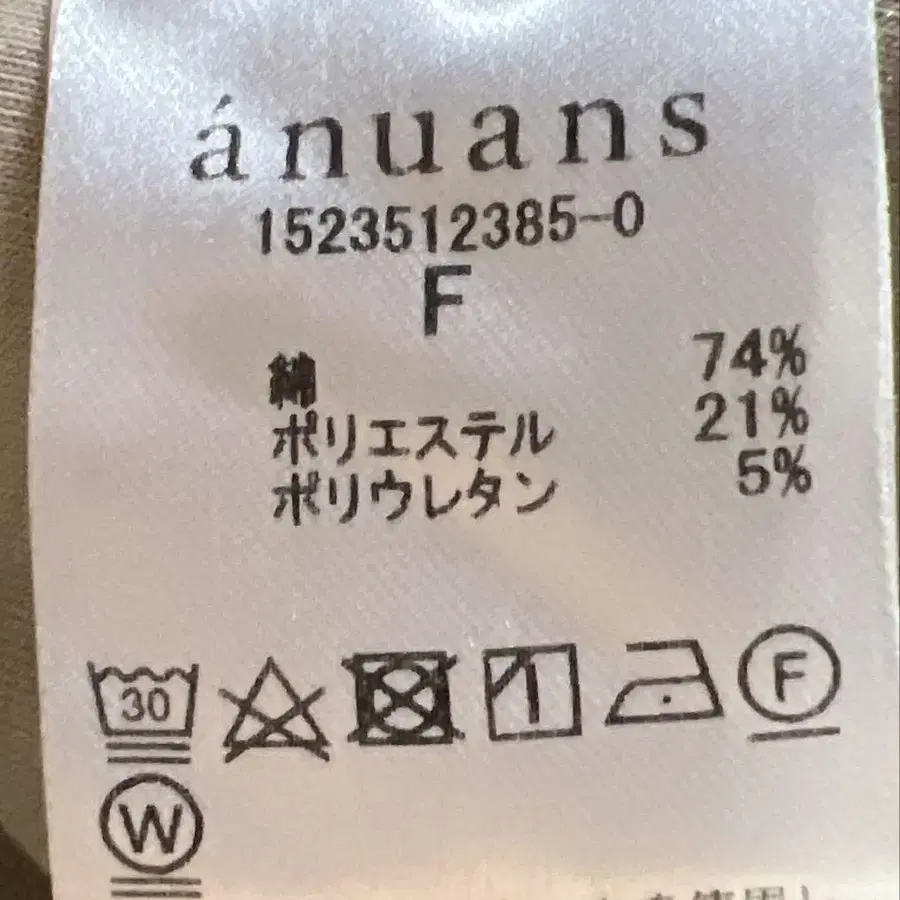 ánuans
1523512385-0
F
綿 74%
ポリエステル 21%
ポリウレタン 5%
30
F
W